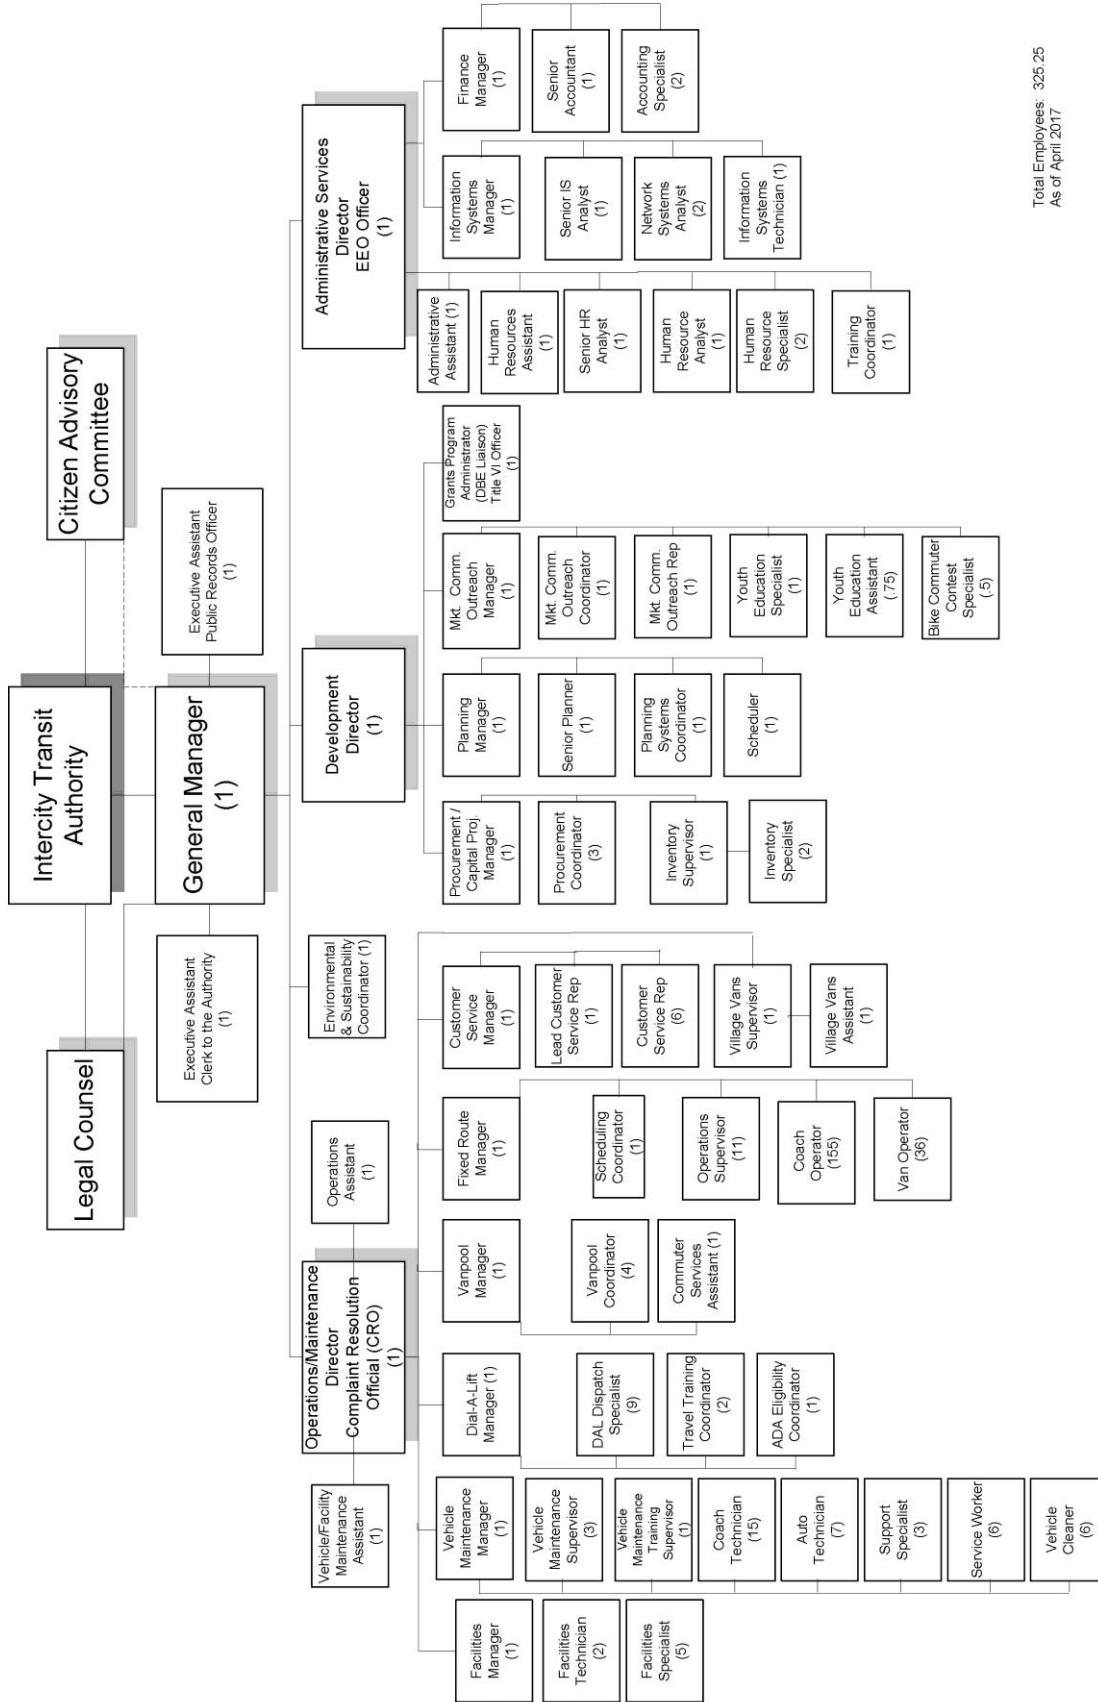 Legal Counsel
Intercity Transit
Authority
Citizen Advisory
Committee
Executive Assistant
Clerk to the Authority
(1)
General Manager
(1)
Executive Assistant
Public Records Officer
(1)
Vehicle/Facility
Maintenance
Assistant
(1)
Operations/Maintenance
Director
Complaint Resolution
Official (CRO)
(1)
Operations
Assistant
(1)
Environmental
& Sustainability
Coordinator (1)
Development
Director
(1)
Administrative Services
Director
EEO Officer
(1)
Facilities
Manager
(1)
Facilities
Technician
(2)
Facilities
Specialist
(5)
Vehicle
Maintenance
Manager
(1)
Vehicle
Maintenance
Supervisor
(3)
Vehicle
Maintenance
Training
Supervisor
(1)
Coach
Technician
(15)
Auto
Technician
(7)
Support
Specialist
(3)
Service Worker
(6)
Vehicle
Cleaner
(6)
Dial-A-Lift
Manager (1)
DAL Dispatch
Specialist
(9)
Travel Training
Coordinator
(2)
ADA Eligibility
Coordinator
(1)
Vanpool Manager
(1)
Vanpool
Coordinator
(4)
Commuter
Services
Assistant (1)
Fixed Route
Manager
(1)
Scheduling
Coordinator
(1)
Operations
Supervisor
(11)
Coach
Operator
(155)
Van Operator
(36)
Customer
Service
Manager
(1)
Lead Customer
Service Rep
(1)
Customer
Service Rep
(6)
Village Vans
Supervisor
(1)
Village Vans
Assistant
(1)
Procurement /
Capital Proj.
Manager
(1)
Procurement
Coordinator
(3)
Inventory
Supervisor
(1)
Inventory
Specialist
(2)
Planning
Manager
(1)
Senior Planner
(1)
Planning
Systems
Coordinator
(1)
Scheduler
(1)
Mkt. Comm.
Outreach
Manager
(1)
Mkt. Comm.
Outreach
Coordinator
(1)
Mkt. Comm.
Outreach Rep
(1)
Youth
Education
Specialist
(1)
Youth
Education
Assistant
(.75)
Bike Commuter
Contest
Specialist
(.5)
Grants Program
Administrator
(DBE Liaison)
Title VI Officer
(1)
Administrative
Assistant (1)
Human
Resources
Assistant
(1)
Senior HR
Analyst
(1)
Human
Resource
Analyst
(1)
Human
Resource
Specialist
(2)
Training
Coordinator
(1)
Information
Systems
Manager
(1)
Senior IS
Analyst
(1)
Network
Systems
Analyst
(2)
Information
Systems
Technician (1)
Finance
Manager
(1)
Senior
Accountant
(1)
Accounting
Specialist
(2)
Total Employees: 325.25
As of April 2017